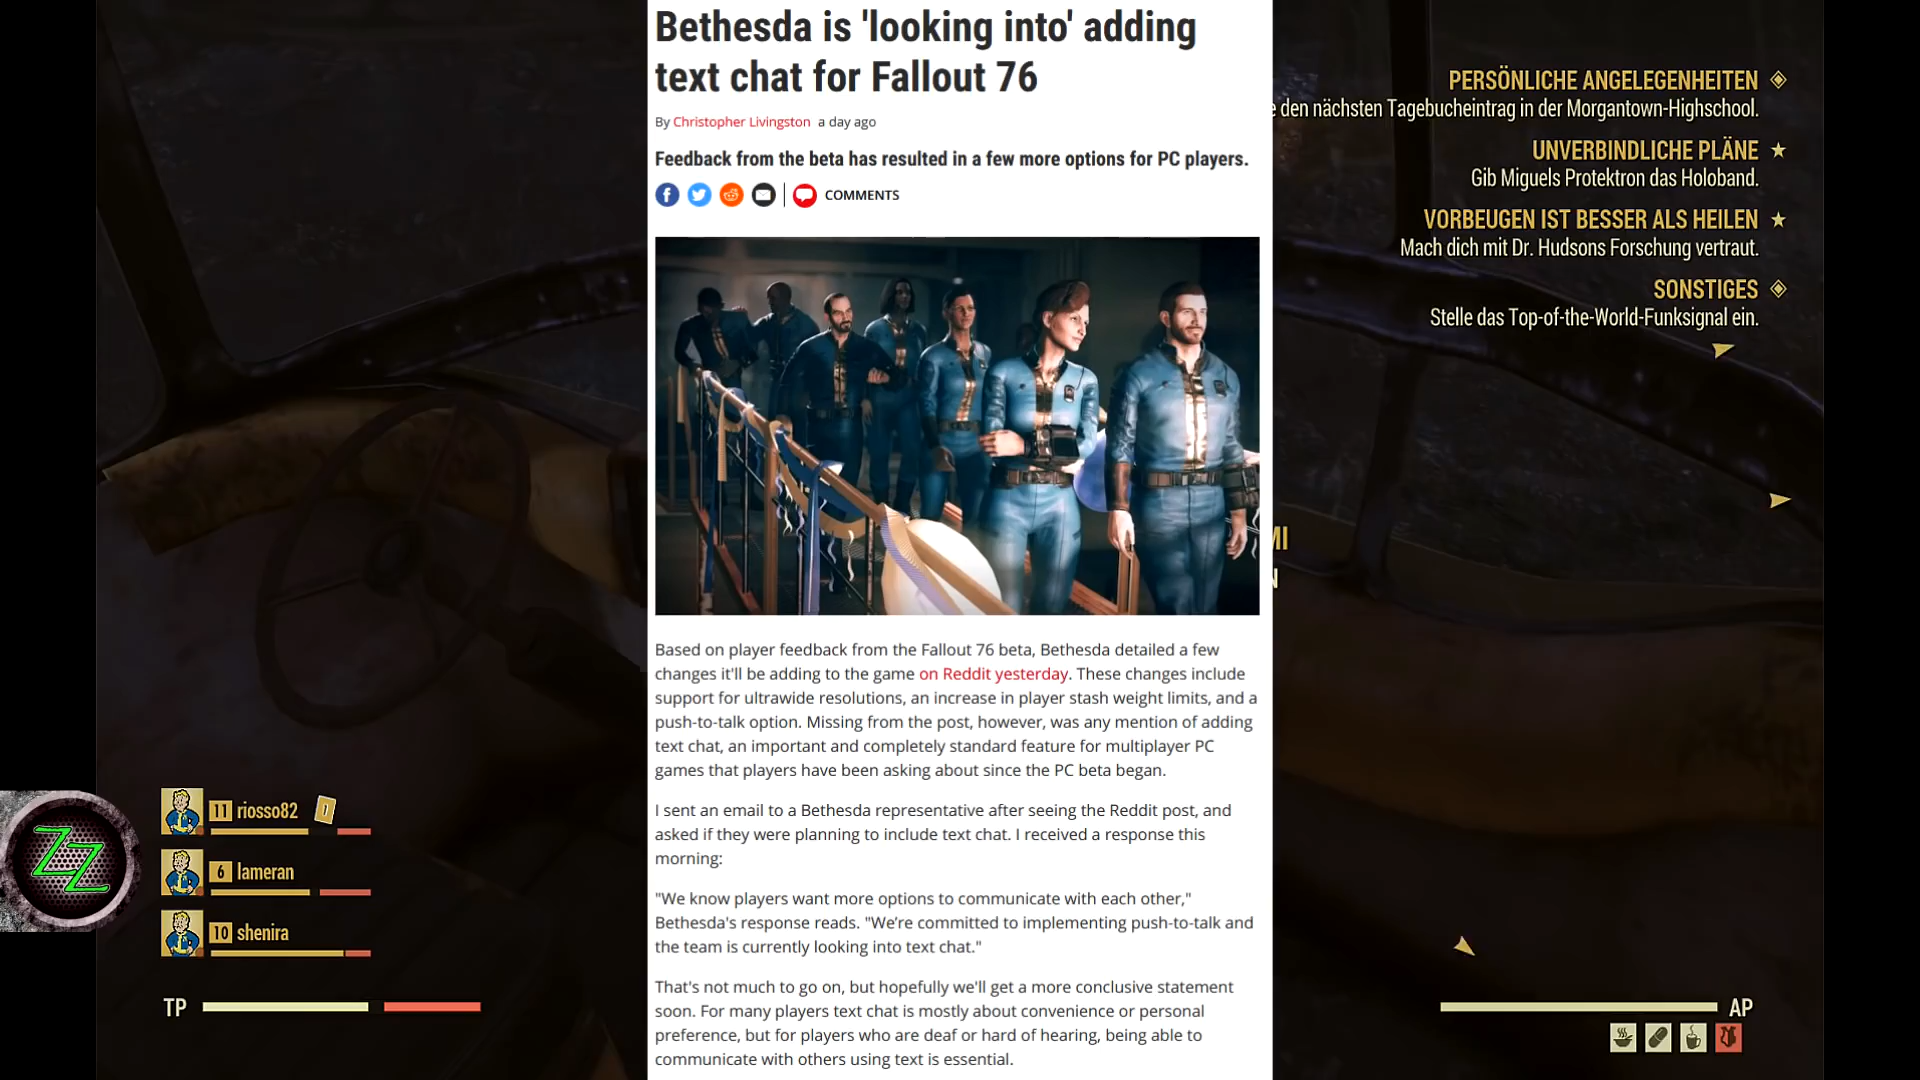 Bethesda is 'looking into' adding
text chat for Fallout 76
By Christopher Livingston a day ago
Feedback from the beta has resulted in a few more options for PC players.
COMMENTS
Based on player feedback from the Fallout 76 beta, Bethesda detailed a few
changes it'll be adding to the game on Reddit yesterday. These changes include
support for ultrawide resolutions, an increase in player stash weight limits, and a
push-to-talk option. Missing from the post, however, was any mention of adding
text chat, an important and completely standard feature for multiplayer PC
games that players have been asking about since the PC beta began.
I sent an email to a Bethesda representative after seeing the Reddit post, and
asked if they were planning to include text chat. I received a response this
morning:
"We know players want more options to communicate with each other,"
Bethesda's response reads. "We're committed to implementing push-to-talk and
the team is currently looking into text chat."
That's not much to go on, but hopefully we'll get a more conclusive statement
soon. For many players text chat is mostly about convenience or personal
preference, but for players who are deaf or hard of hearing, being able to
communicate with others using text is essential.
PERSÖNLICHE ANGELEGENHEITEN
den nächsten Tagebucheintrag in der Morgantown-Highschool.
UNVERBINDLICHE PLÄNE
Gib Miguels Protektron das Holoband.
VORBEUGEN IST BESSER ALS HEILEN
Mach dich mit Dr. Hudsons Forschung vertraut.
SONSTIGES
Stelle das Top-of-the-World-Funksignal ein.
MI
N
11 riosso82
6 lameran
10 shenira
ZZ
TP
AP